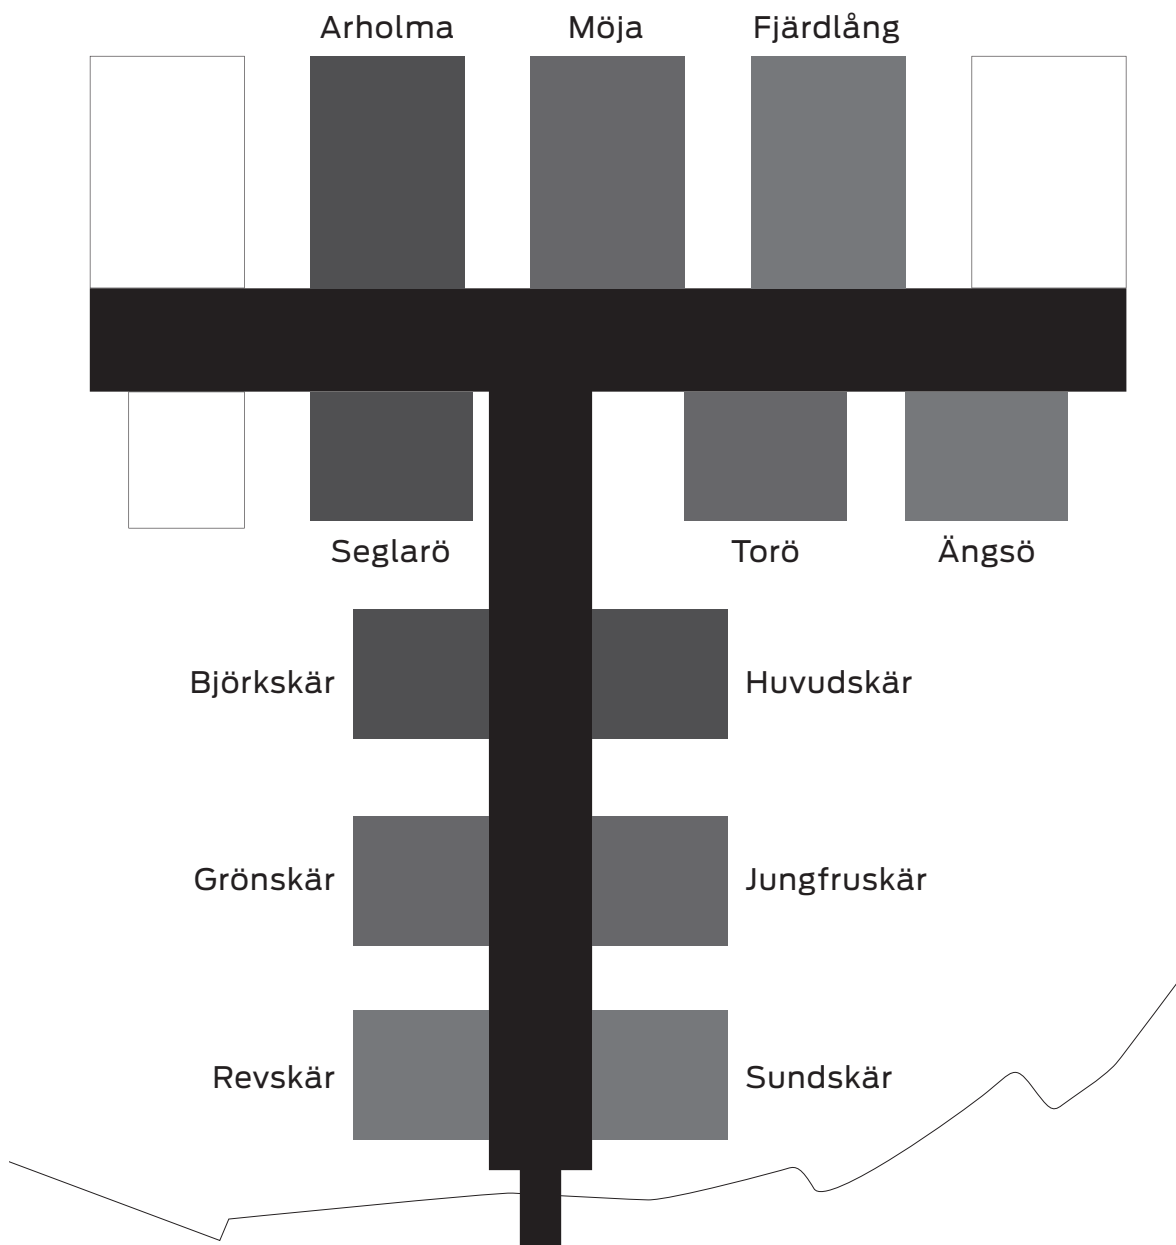 Arholma
Möja
Fjärdlång
Seglarö
Torö
Ängsö
Björkskär
Huvudskär
Grönskär
Jungfruskär
Revskär
Sundskär